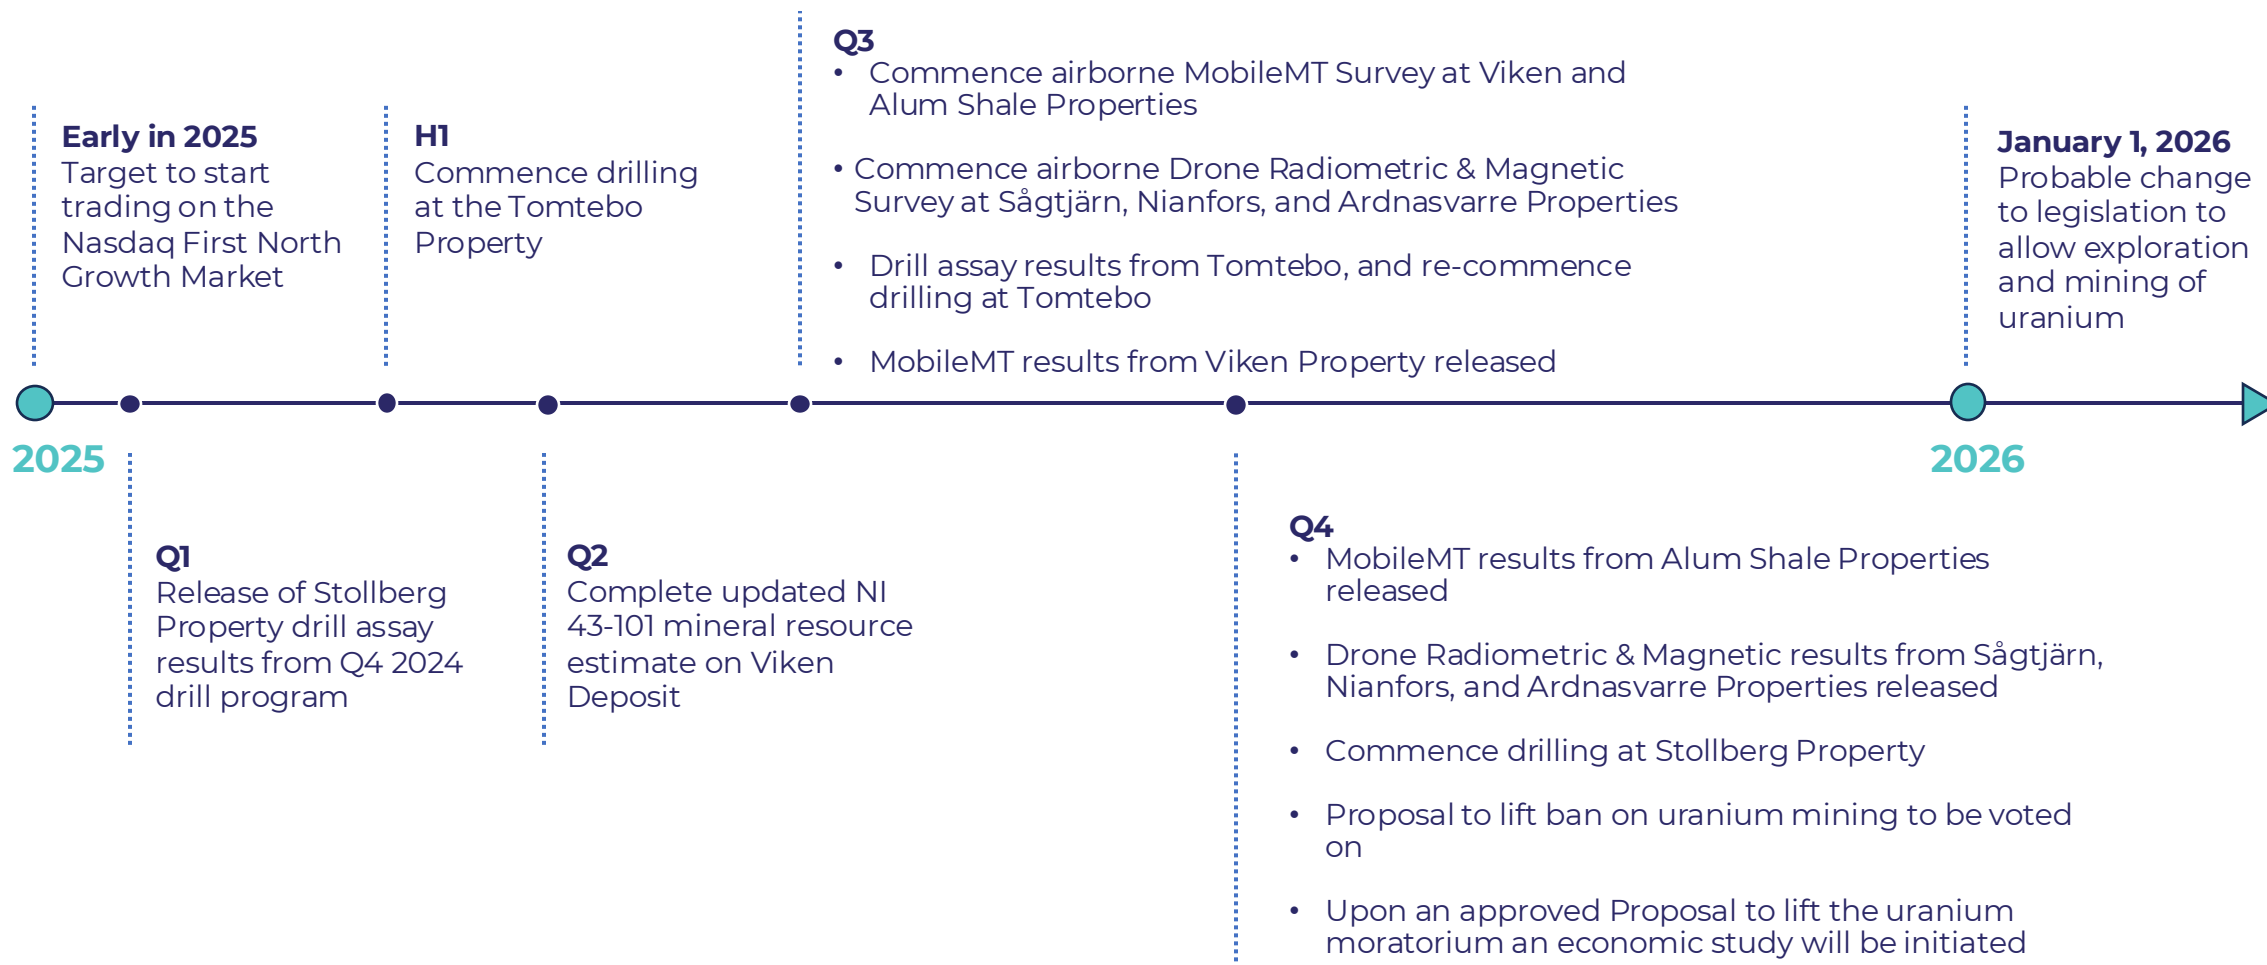 Early in 2025
Target to start
trading on the
Nasdaq First North
Growth Market
H1
Commence drilling
at the Tomtebo
Property
Q3
• Commence airborne MobileMT Survey at Viken and
Alum Shale Properties
• Commence airborne Drone Radiometric & Magnetic
Survey at Sågtjärn, Nianfors, and Ardnasvarre Properties
• Drill assay results from Tomtebo, and re-commence
drilling at Tomtebo
• MobileMT results from Viken Property released
January 1, 2026
Probable change
to legislation to
allow exploration
and mining of
uranium
2025
2026
Q1
Release of Stollberg
Property drill assay
results from Q4 2024
drill program
Q2
Complete updated NI
43-101 mineral resource
estimate on Viken
Deposit
Q4
• MobileMT results from Alum Shale Properties
released
• Drone Radiometric & Magnetic results from Sågtjärn,
Nianfors, and Ardnasvarre Properties released
• Commence drilling at Stollberg Property
• Proposal to lift ban on uranium mining to be voted
on
• Upon an approved Proposal to lift the uranium
moratorium an economic study will be initiated